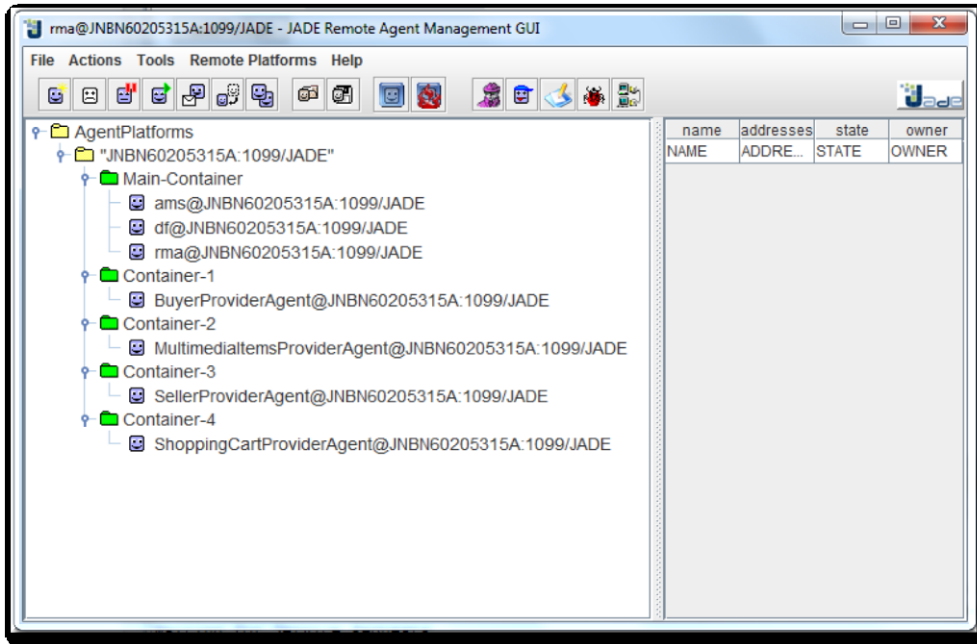 rma@JNBN60205315A:1099/JADE - JADE Remote Agent Management GUI
File Actions Tools Remote Platforms Help
Jade
AgentPlatforms
"JNBN60205315A:1099/JADE"
Main-Container
ams@JNBN60205315A:1099/JADE
df@JNBN60205315A:1099/JADE
rma@JNBN60205315A:1099/JADE
Container-1
BuyerProviderAgent@JNBN60205315A:1099/JADE
Container-2
MultimediaItemsProviderAgent@JNBN60205315A:1099/JADE
Container-3
SellerProviderAgent@JNBN60205315A:1099/JADE
Container-4
ShoppingCartProviderAgent@JNBN60205315A:1099/JADE
name addresses state owner
NAME ADDRE... STATE OWNER